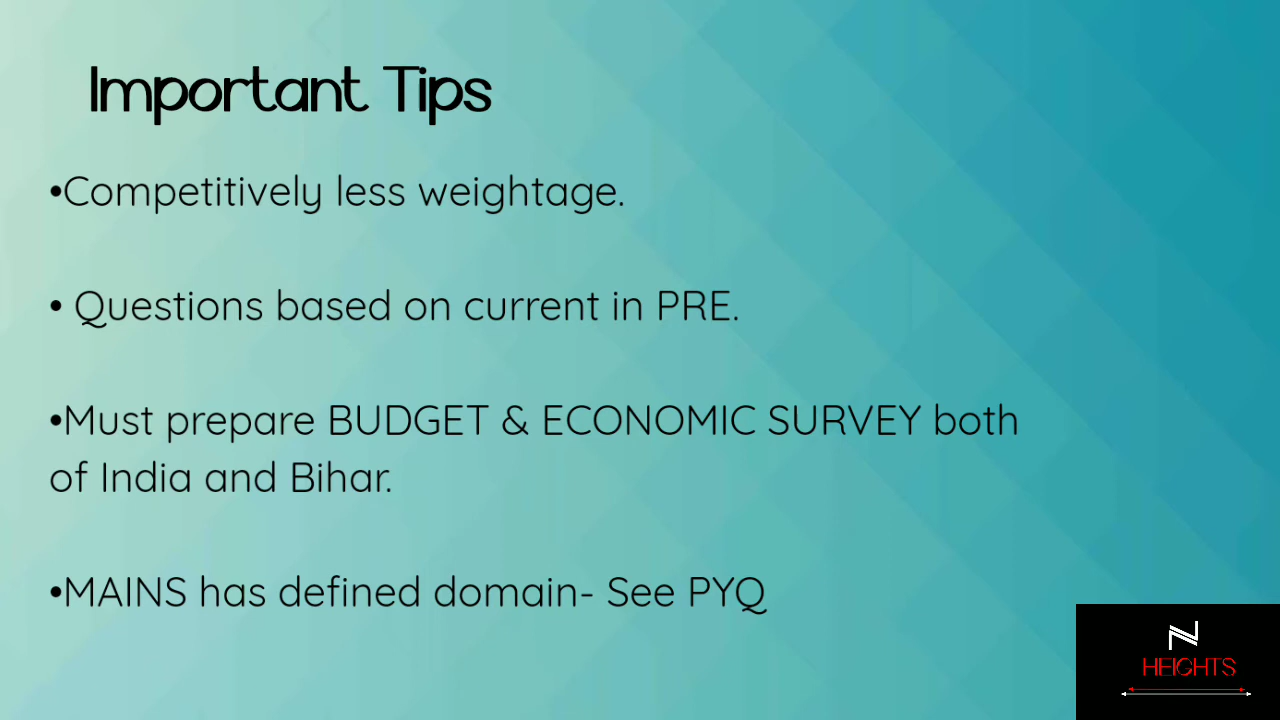 Important Tips
•Competitively less weightage.
• Questions based on current in PRE.
•Must prepare BUDGET & ECONOMIC SURVEY both
of India and Bihar.
•MAINS has defined domain- See PYQ
N
HEIGHTS